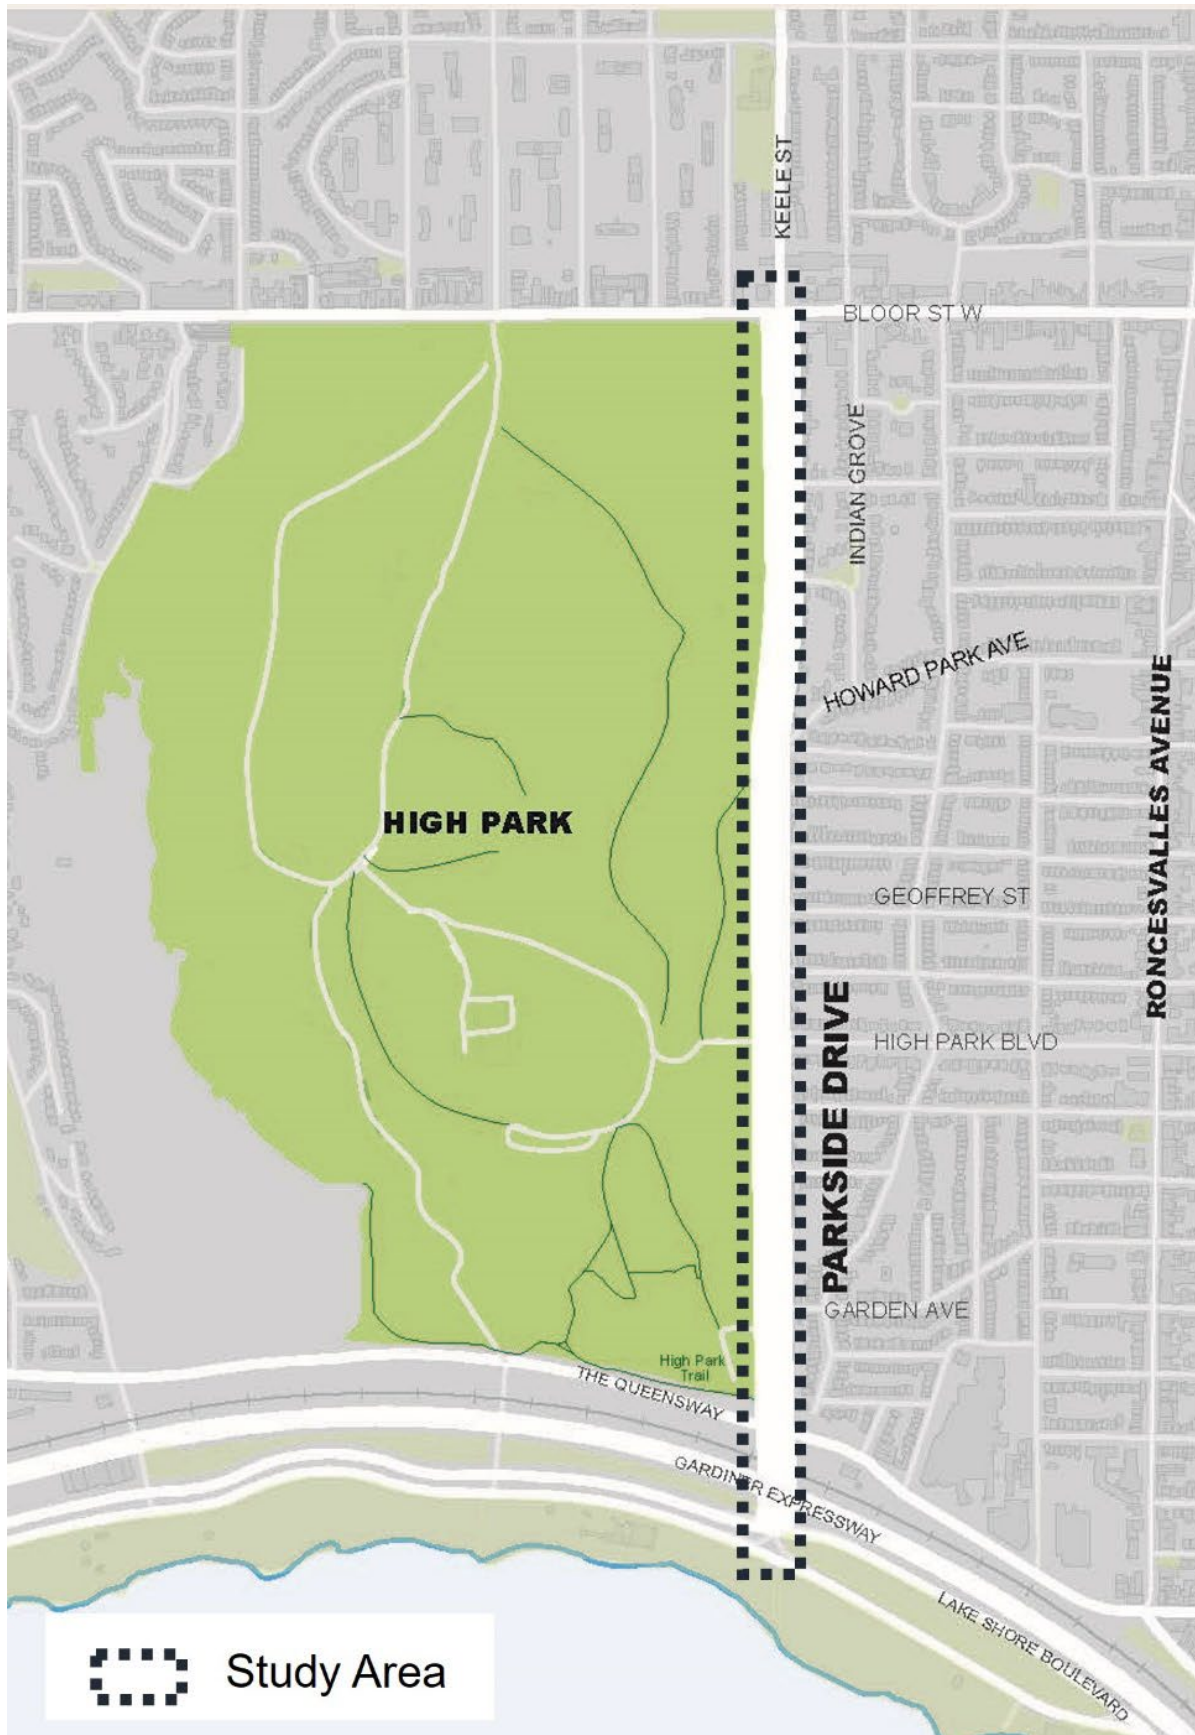 KEELE ST
BLOOR ST W
INDIAN GROVE
HOWARD PARK AVE
RONCESVALLES AVENUE
HIGH PARK
GEOFFREY ST
PARKSIDE DRIVE
HIGH PARK BLVD
GARDEN AVE
High Park
Trail
THE QUEENSWAY
GARDINER EXPRESSWAY
LAKE SHORE BOULEVARD
Study Area